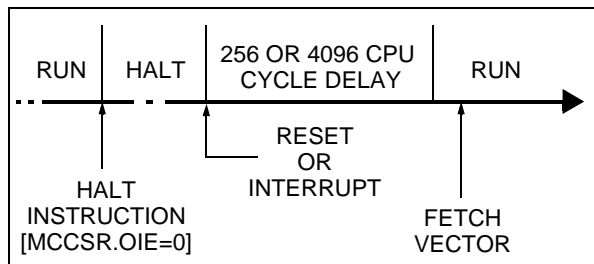 RUN
HALT
256 OR 4096 CPU
CYCLE DELAY
RUN
RESET
OR
INTERRUPT
HALT
INSTRUCTION
[MCCSR.OIE=0]
FETCH
VECTOR